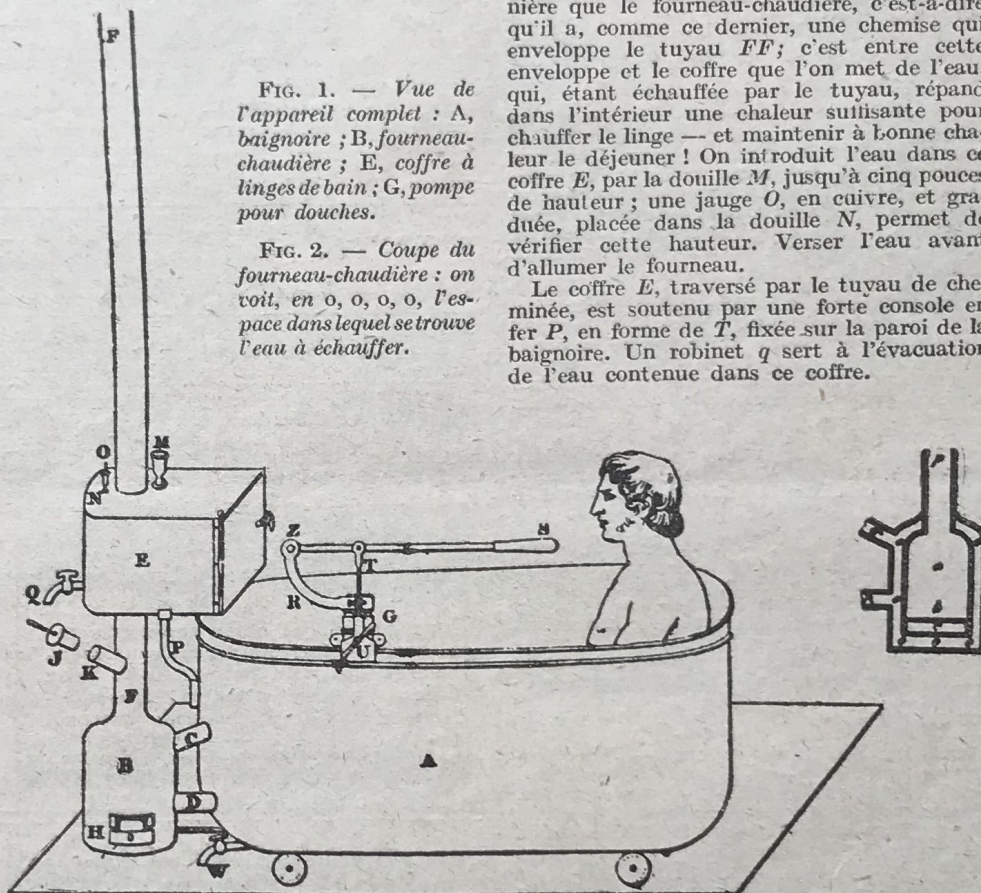 FIG. 1. — Vue de
l'appareil complet : A,
baignoire ; B, fourneau-
chaudière ; E, coffre à
linges de bain ; G, pompe
pour douches.
FIG. 2. — Coupe du
fourneau-chaudière : on
voit, en o, o, o, o, l'es-
pace dans lequel se trouve
l'eau à échauffer.
nière que le fourneau-chaudière, c'est-à-dire
qu'il a, comme ce dernier, une chemise qui
enveloppe le tuyau FF; c'est entre cette
enveloppe et le coffre que l'on met de l'eau
qui, étant échauffée par le tuyau, répand
dans l'intérieur une chaleur suffisante pour
chauffer le linge — et maintenir à bonne cha-
leur le déjeuner ! On introduit l'eau dans ce
coffre E, par la douille M, jusqu'à cinq pouces
de hauteur ; une jauge O, en cuivre, et gra-
duée, placée dans la douille N, permet de
vérifier cette hauteur. Verser l'eau avant
d'allumer le fourneau.
Le coffre E, traversé par le tuyau de che-
minée, est soutenu par une forte console en
fer P, en forme de T, fixée sur la paroi de la
baignoire. Un robinet q sert à l'évacuation
de l'eau contenue dans ce coffre.
F
O
M
N
E
Q
Z
S
T
R
G
U
J
K
P
F
C
B
A
D
H
W
F